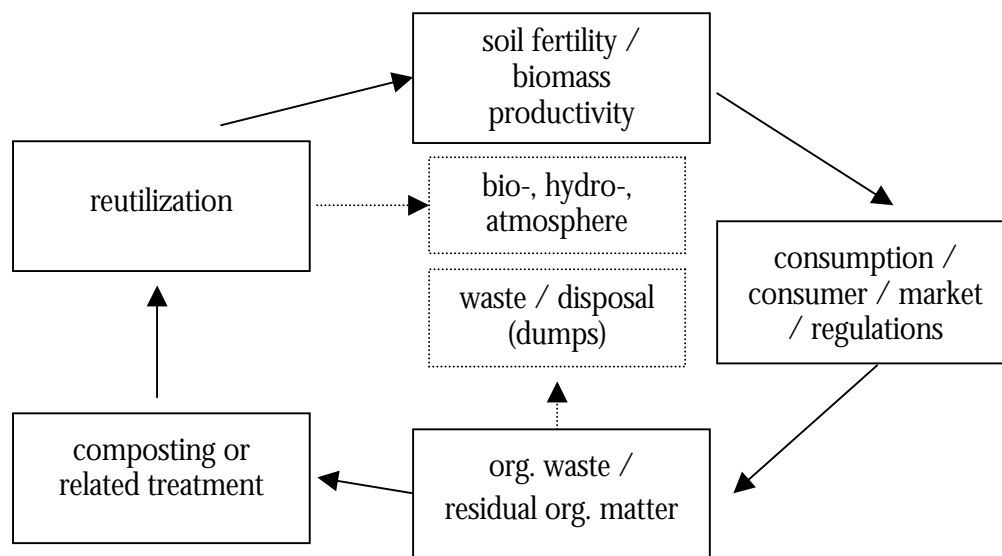 soil fertility /
biomass
productivity
reutilization
bio-, hydro-,
atmosphere
consumption /
consumer / market
/ regulations
waste / disposal
(dumps)
composting or
related treatment
org. waste /
residual org. matter